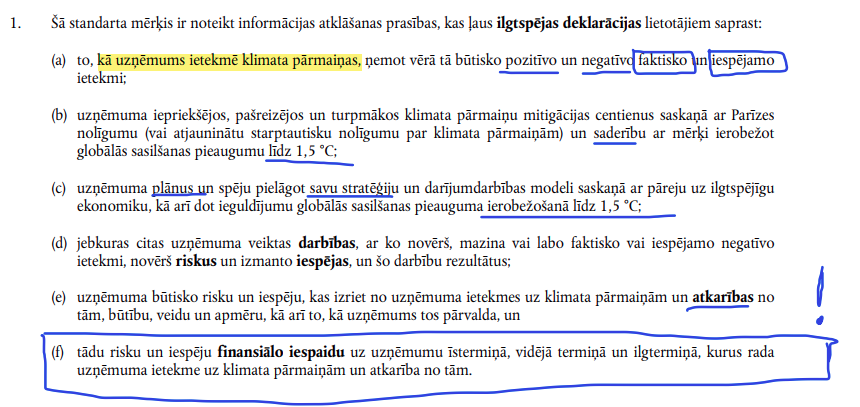 1. Šā standarta mērķis ir noteikt informācijas atklāšanas prasības, kas ļaus ilgtspējas deklarācijas lietotājiem saprast:
(a) to, kā uzņēmums ietekmē klimata pārmaiņas, ņemot vērā tā būtisko pozitīvo un negatīvo faktisko un iespējamo
ietekmi;
(b) uzņēmuma iepriekšējos, pašreizējos un turpmākos klimata pārmaiņu mitigācijas centienus saskaņā ar Parīzes
nolīgumu (vai atjauninātu starptautisku nolīgumu par klimata pārmaiņām) un saderību ar mērķi ierobežot
globālās sasilšanas pieaugumu līdz 1,5 °C;
(c) uzņēmuma plānus un spēju pielāgot savu stratēģiju un darījumdarbības modeli saskaņā ar pāreju uz ilgtspējīgu
ekonomiku, kā arī dot ieguldījumu globālās sasilšanas pieauguma ierobežošanā līdz 1,5 °C;
(d) jebkuras citas uzņēmuma veiktas darbības, ar ko novērš, mazina vai labo faktisko vai iespējamo negatīvo
ietekmi, novērš riskus un izmanto iespējas, un šo darbību rezultātus;
(e) uzņēmuma būtisko risku un iespēju, kas izriet no uzņēmuma ietekmes uz klimata pārmaiņām un atkarības no
tām, būtību, veidu un apmēru, kā arī to, kā uzņēmums tos pārvalda, un
(f) tādu risku un iespēju finansiālo iespaidu uz uzņēmumu īstermiņā, vidējā termiņā un ilgtermiņā, kurus rada
uzņēmuma ietekme uz klimata pārmaiņām un atkarība no tām.
!